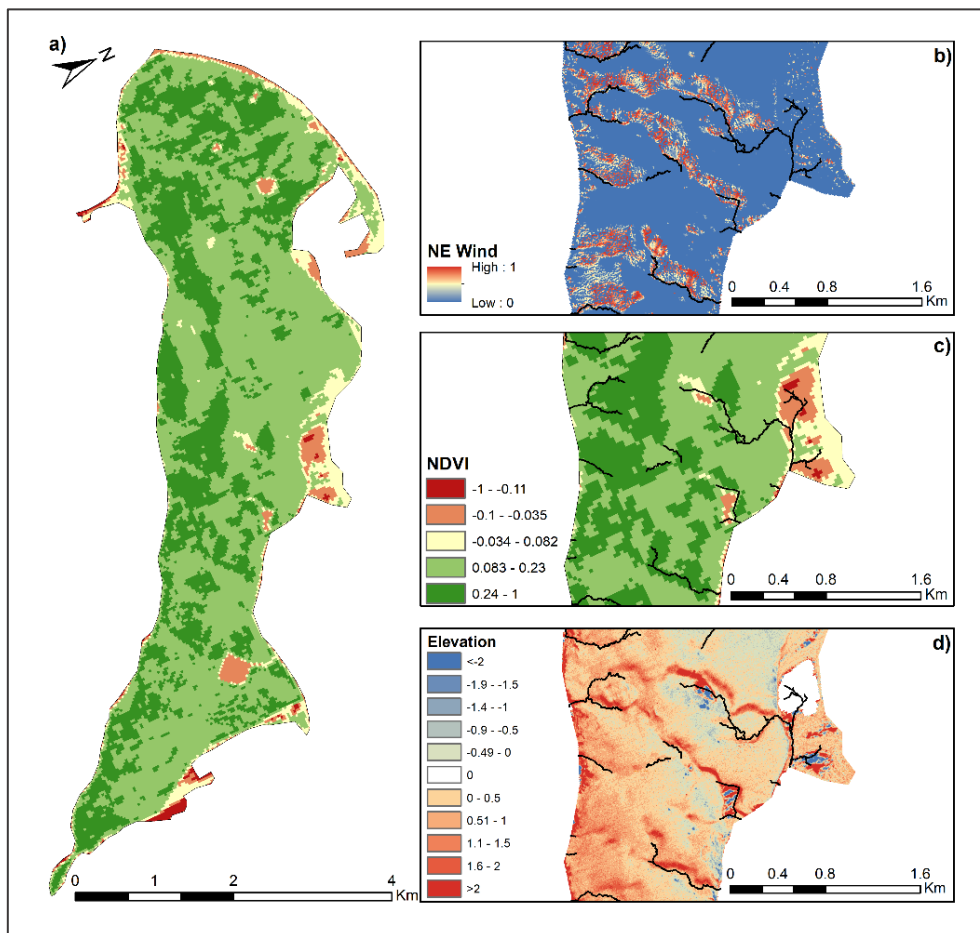 a)
N
0
1
2
4
Km
b)
NE Wind
High : 1
Low : 0
0 0.4 0.8 1.6
Km
c)
NDVI
-1 - -0.11
-0.1 - -0.035
-0.034 - 0.082
0.083 - 0.23
0.24 - 1
0 0.4 0.8 1.6
Km
d)
Elevation
<-2
-1.9 - -1.5
-1.4 - -1
-0.9 - -0.5
-0.49 - 0
0
0 - 0.5
0.51 - 1
1.1 - 1.5
1.6 - 2
>2
0 0.4 0.8 1.6
Km